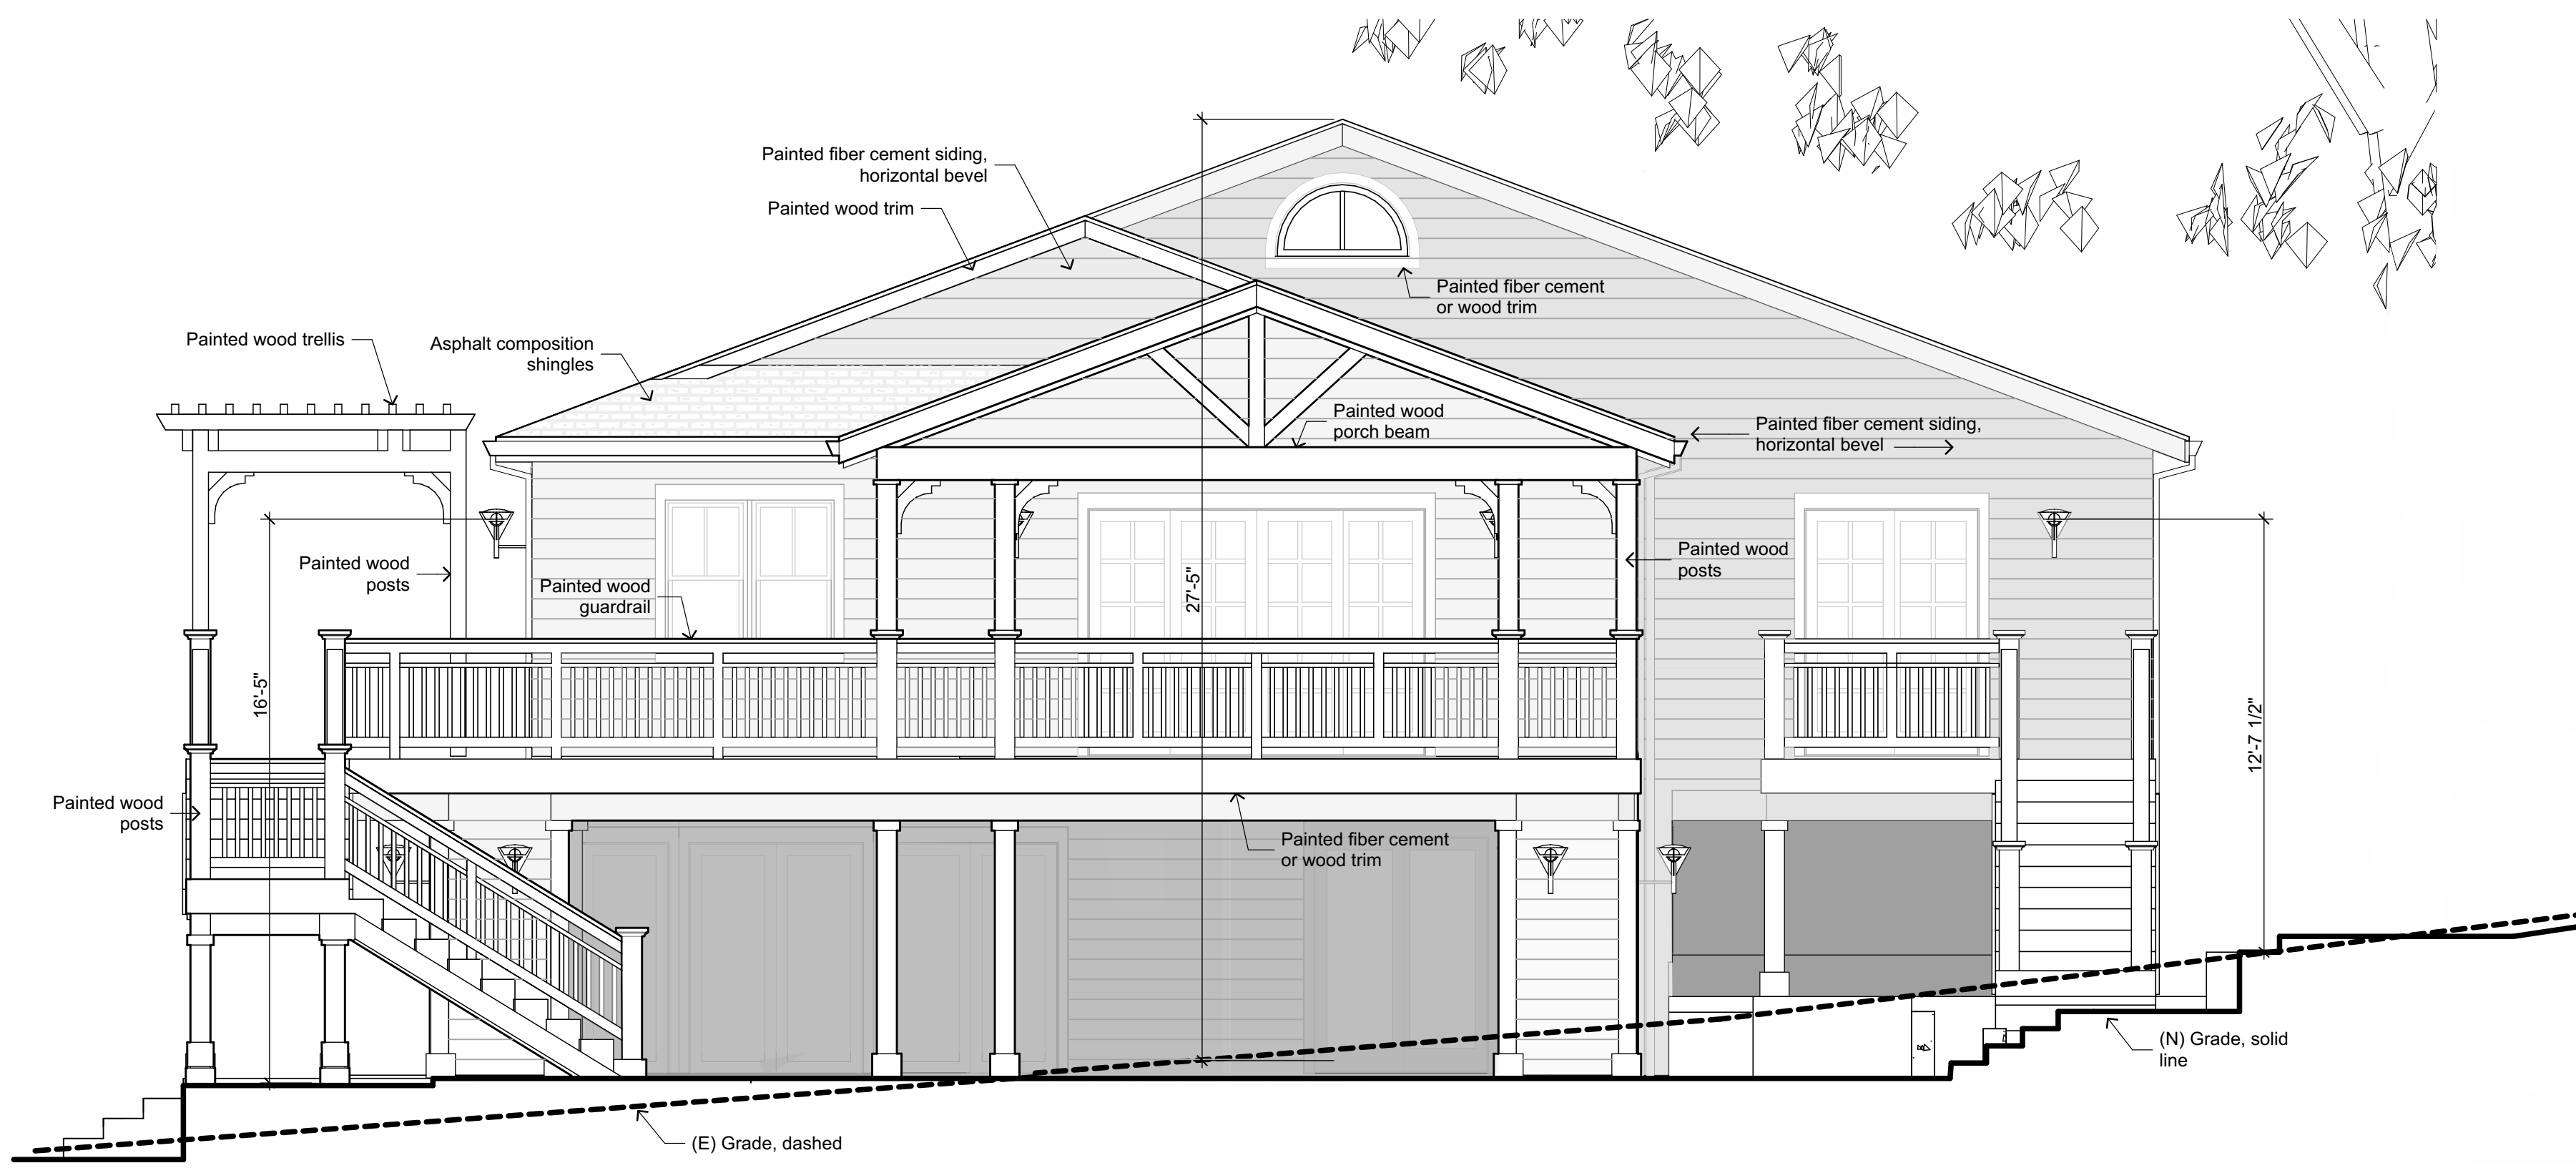 Painted fiber cement siding,
horizontal bevel
Painted wood trim
Painted fiber cement
or wood trim
Painted wood trellis
Asphalt composition
shingles
Painted wood
porch beam
Painted fiber cement siding,
horizontal bevel
Painted wood
posts
Painted wood
guardrail
Painted wood
posts
27'-5"
16'-5"
12'-7 1/2"
Painted wood
posts
Painted fiber cement
or wood trim
(N) Grade, solid
line
(E) Grade, dashed